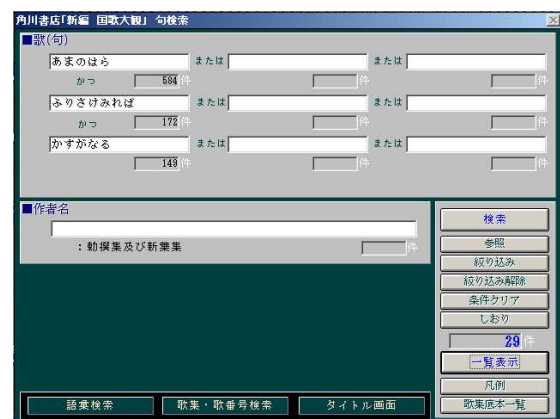 角川書店「新編 国歌大観」 句検索
■歌(句)
あまのはら または または
かつ 584 件 件 件
ふりさけみれば または または
かつ 172 件 件 件
かすがなる または または
149 件 件 件
■作者名
:勅撰集及び新葉集 件
検索
参照
絞り込み
絞り込み解除
条件クリア
しおり
29 件
一覧表示
凡例
歌集底本一覧
語彙検索 歌集・歌番号検索 タイトル画面